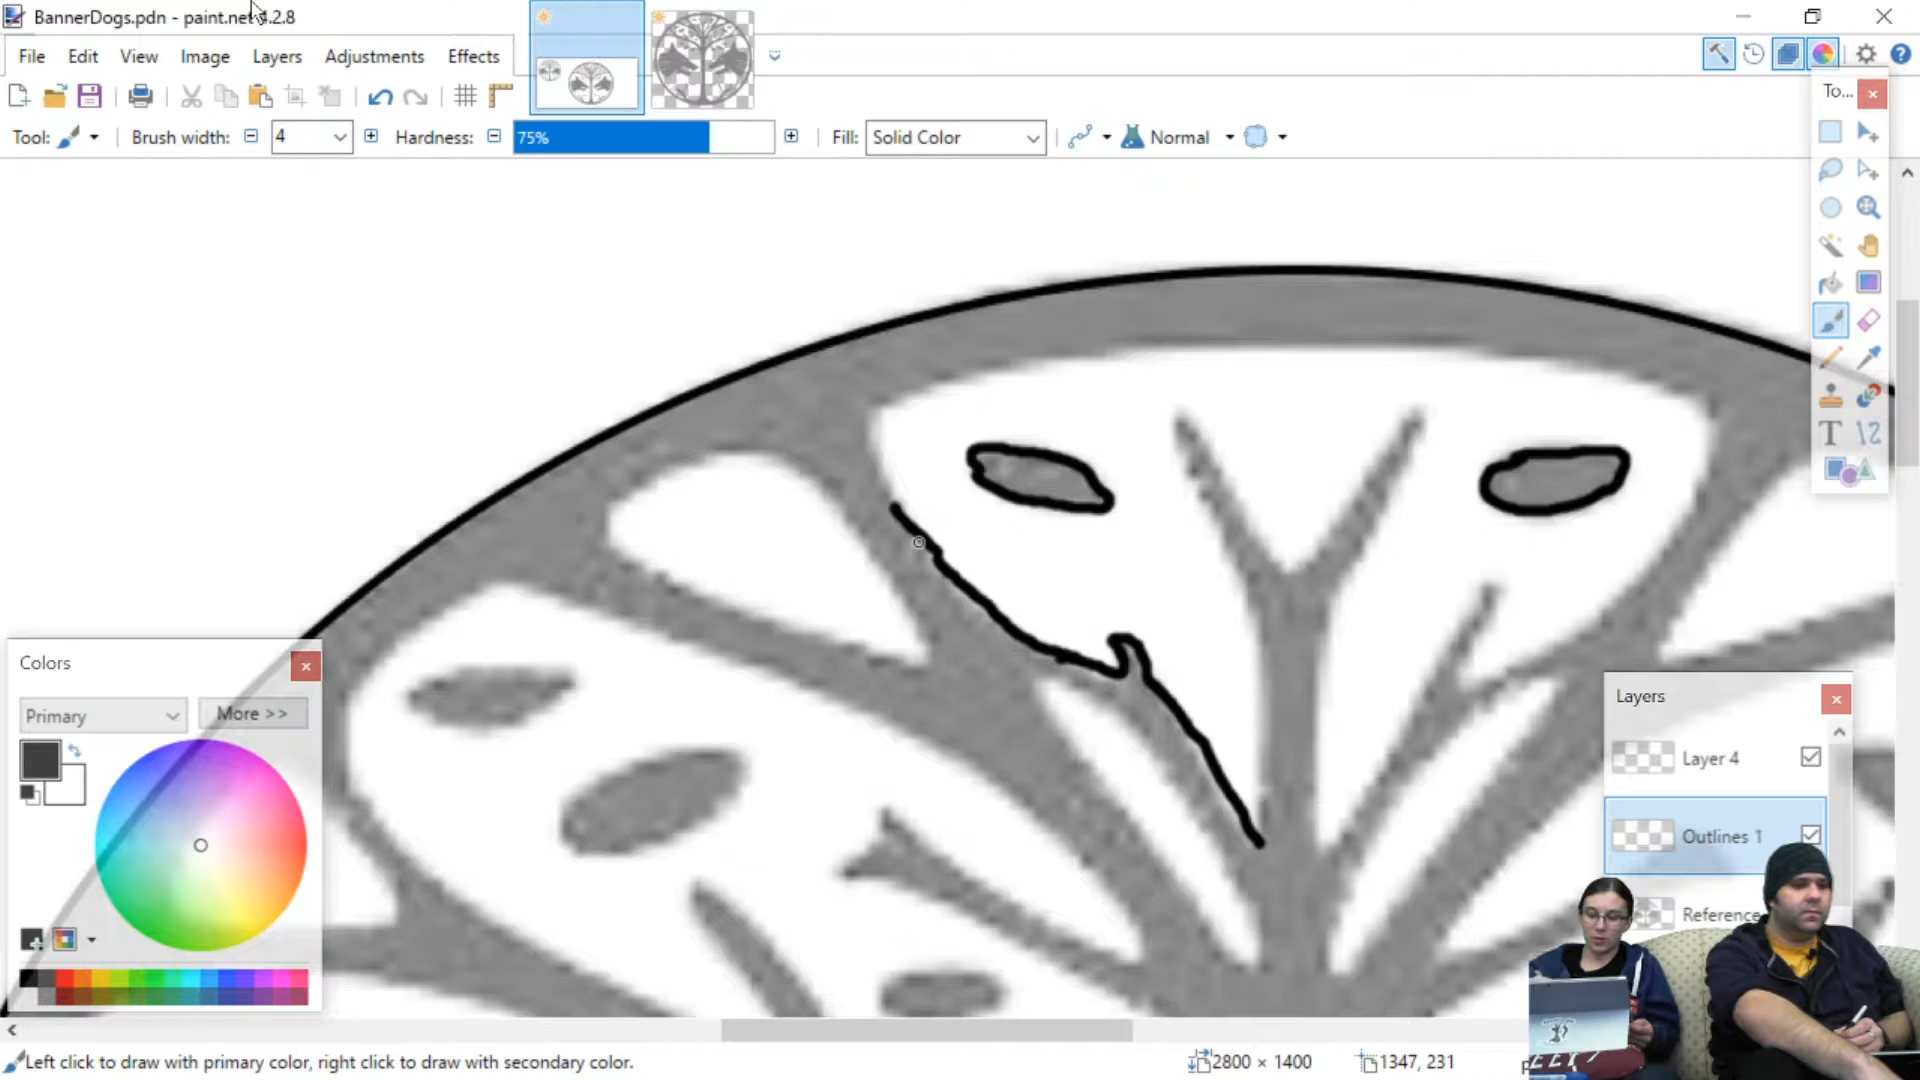 BannerDogs.pdn - paint.net 4.2.8
File Edit View Image Layers Adjustments Effects
Tool: Brush width: 4 Hardness: 75% Fill: Solid Color Normal
To...
Colors
Primary More >>
Layers
Layer 4
Outlines 1
Reference
Left click to draw with primary color, right click to draw with secondary color.
2800 × 1400 1347, 231